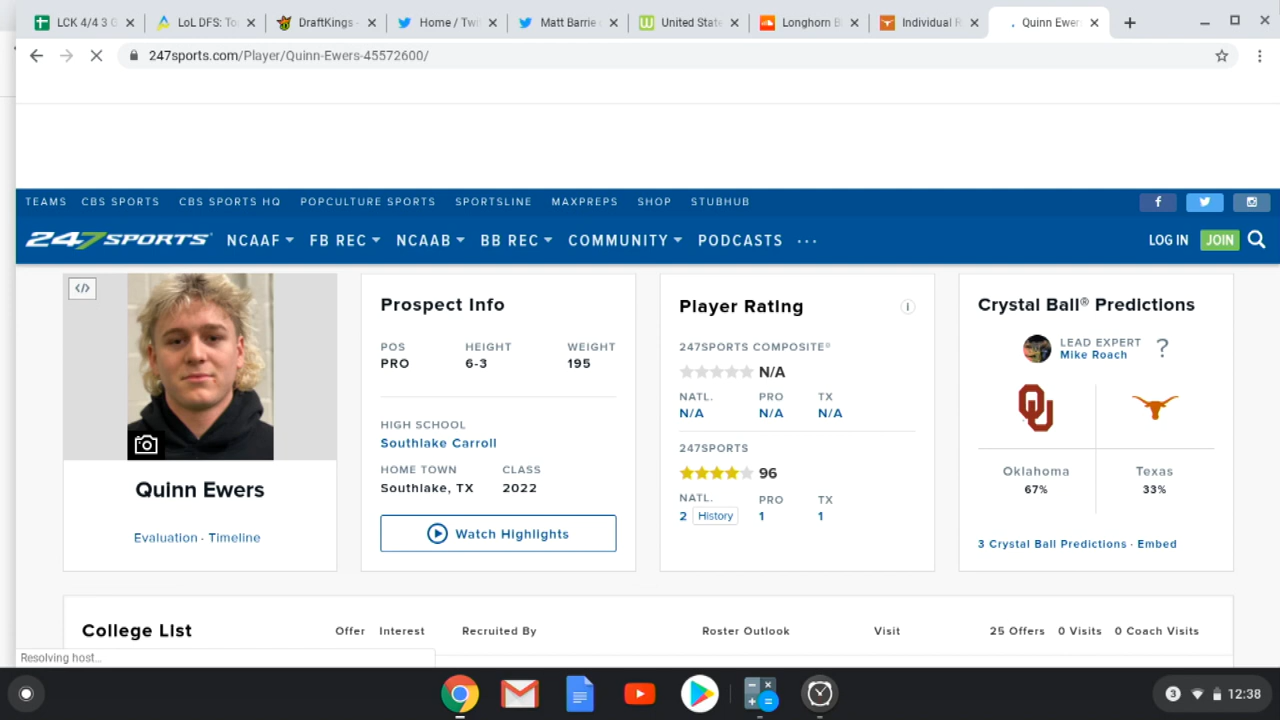 LCK 4/4 3 G
LoL DFS: To
DraftKings -
Home / Twi
Matt Barrie
United State
Longhorn B
Individual R
Quinn Ewer
247sports.com/Player/Quinn-Ewers-45572600/
TEAMS CBS SPORTS CBS SPORTS HQ POPCULTURE SPORTS SPORTSLINE MAXPREPS SHOP STUBHUB
247SPORTS NCAAF FB REC NCAAB BB REC COMMUNITY PODCASTS ... LOG IN JOIN
</>
Quinn Ewers
Evaluation · Timeline
Prospect Info
POS HEIGHT WEIGHT
PRO 6-3 195
HIGH SCHOOL
Southlake Carroll
HOME TOWN CLASS
Southlake, TX 2022
Watch Highlights
Player Rating
247SPORTS COMPOSITE®
N/A
NATL. PRO TX
N/A N/A N/A
247SPORTS
96
NATL. PRO TX
2 History 1 1
Crystal Ball® Predictions
LEAD EXPERT
Mike Roach
?
OU
Oklahoma Texas
67% 33%
3 Crystal Ball Predictions · Embed
College List Offer Interest Recruited By Roster Outlook Visit 25 Offers 0 Visits 0 Coach Visits
Resolving host...
3 12:38